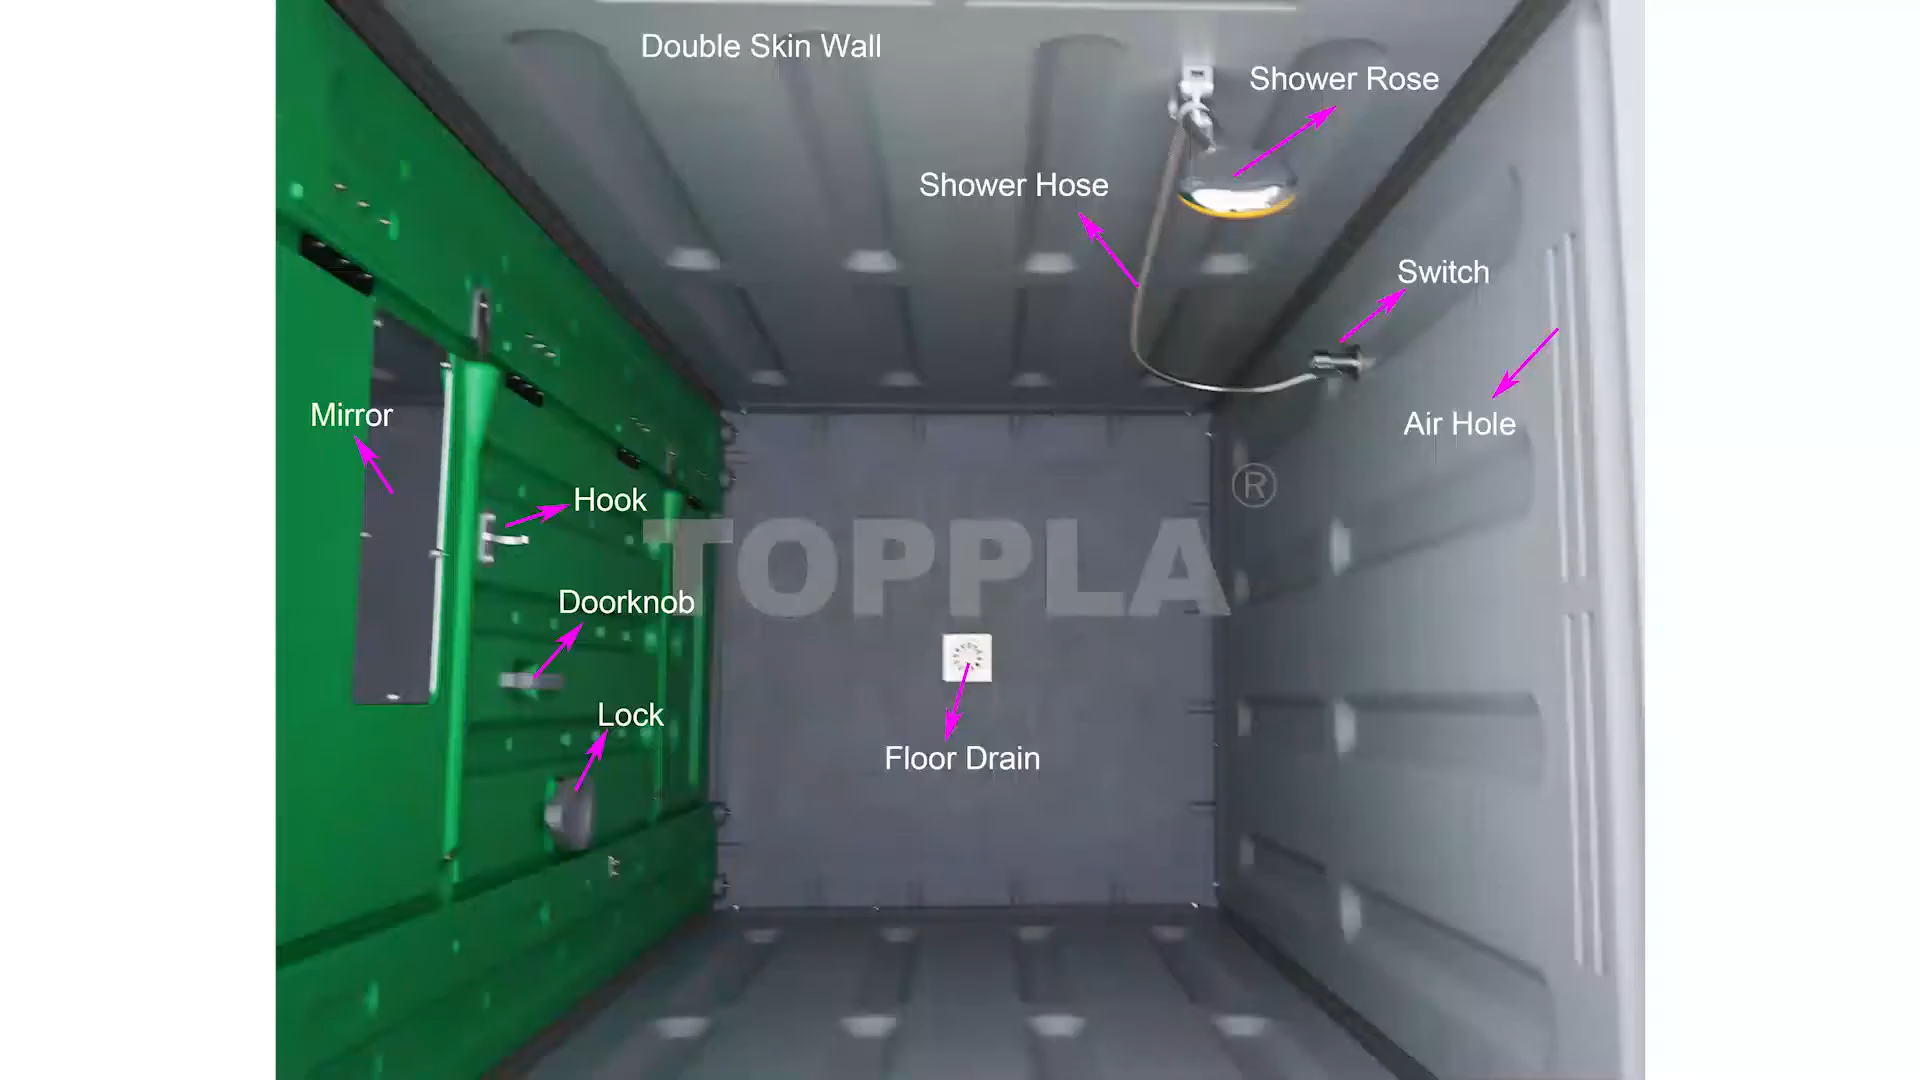 Double Skin Wall
Shower Rose
Shower Hose
Switch
Mirror
Air Hole
Hook
TOPPLA®
Doorknob
Lock
Floor Drain